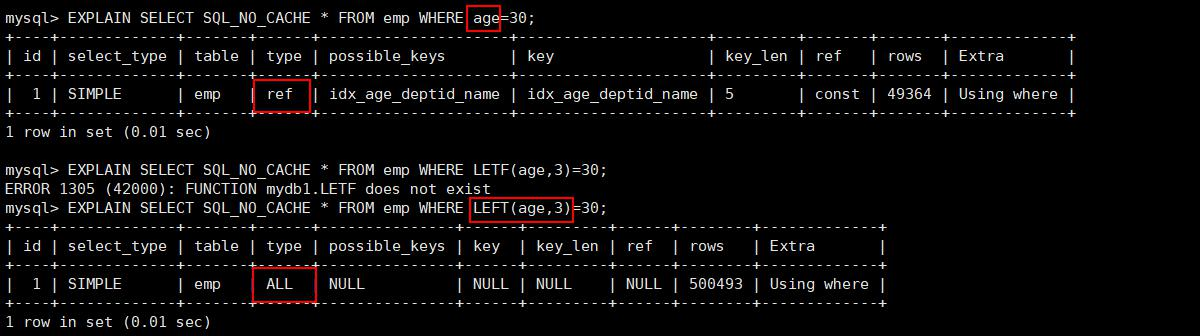 mysql> EXPLAIN SELECT SQL_NO_CACHE * FROM emp WHERE age=30;
+----+-------------+-------+------+---------------------+---------------------+---------+-------+-------+-------------+
| id | select_type | table | type | possible_keys       | key                 | key_len | ref   | rows  | Extra       |
+----+-------------+-------+------+---------------------+---------------------+---------+-------+-------+-------------+
|  1 | SIMPLE      | emp   | ref  | idx_age_deptid_name | idx_age_deptid_name | 5       | const | 49364 | Using where |
+----+-------------+-------+------+---------------------+---------------------+---------+-------+-------+-------------+
1 row in set (0.01 sec)

mysql> EXPLAIN SELECT SQL_NO_CACHE * FROM emp WHERE LETF(age,3)=30;
ERROR 1305 (42000): FUNCTION mydb1.LETF does not exist
mysql> EXPLAIN SELECT SQL_NO_CACHE * FROM emp WHERE LEFT(age,3)=30;
+----+-------------+-------+------+---------------+------+---------+------+--------+-------------+
| id | select_type | table | type | possible_keys | key  | key_len | ref  | rows   | Extra       |
+----+-------------+-------+------+---------------+------+---------+------+--------+-------------+
|  1 | SIMPLE      | emp   | ALL  | NULL          | NULL | NULL    | NULL | 500493 | Using where |
+----+-------------+-------+------+---------------+------+---------+------+--------+-------------+
1 row in set (0.01 sec)